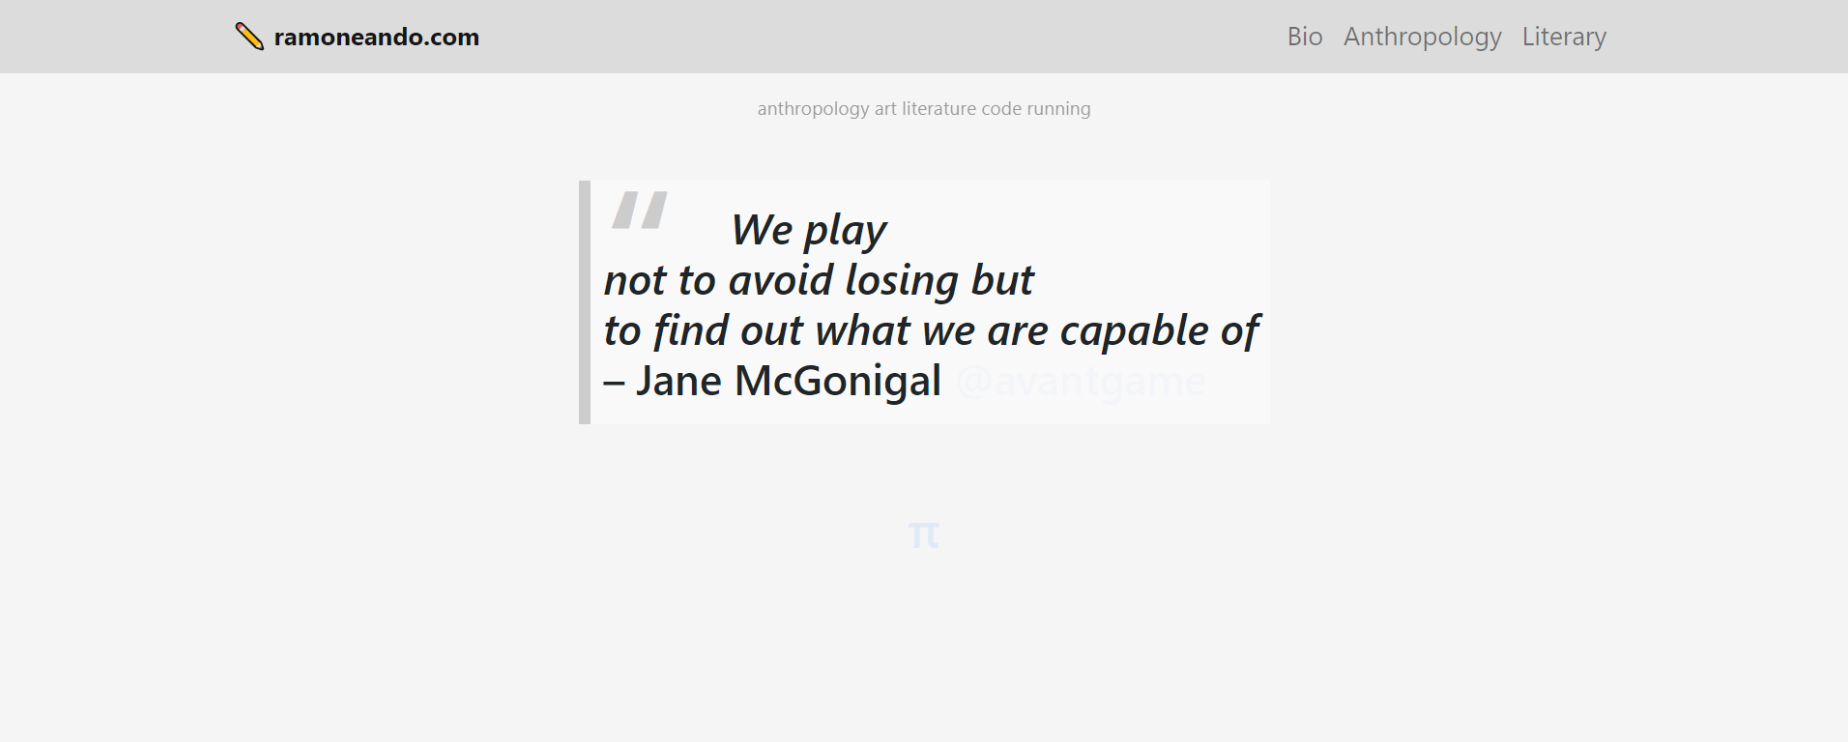 ramoneando.com
Bio Anthropology Literary
anthropology art literature code running
“ We play
not to avoid losing but
to find out what we are capable of
– Jane McGonigal @avantgame
π